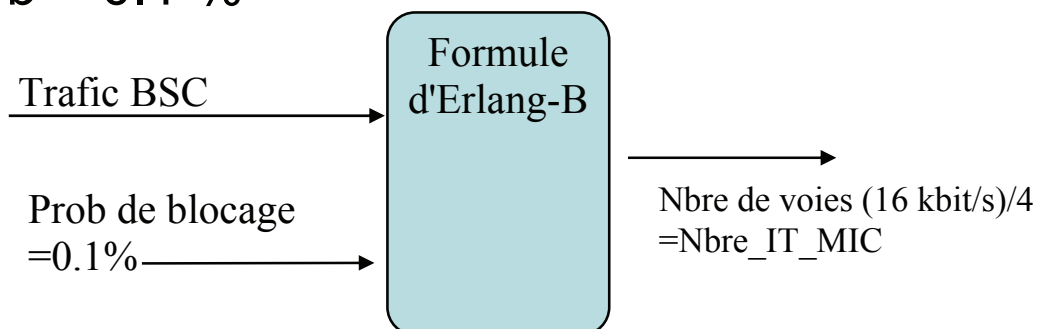 Formule
d'Erlang-B
Trafic BSC
Prob de blocage
=0.1%
Nbre de voies (16 kbit/s)/4
=Nbre_IT_MIC